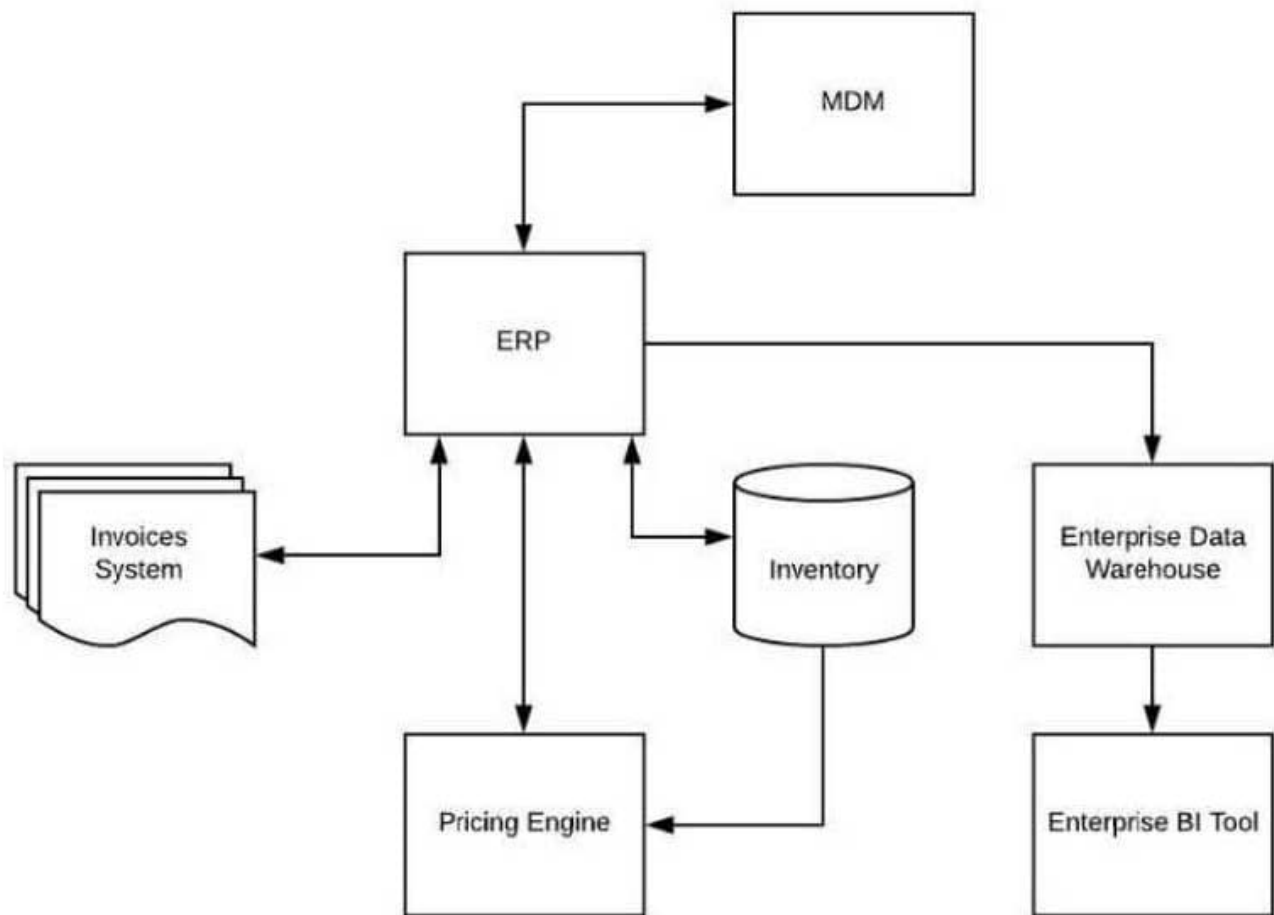 MDM
ERP
Invoices
System
Inventory
Enterprise Data
Warehouse
Pricing Engine
Enterprise BI Tool